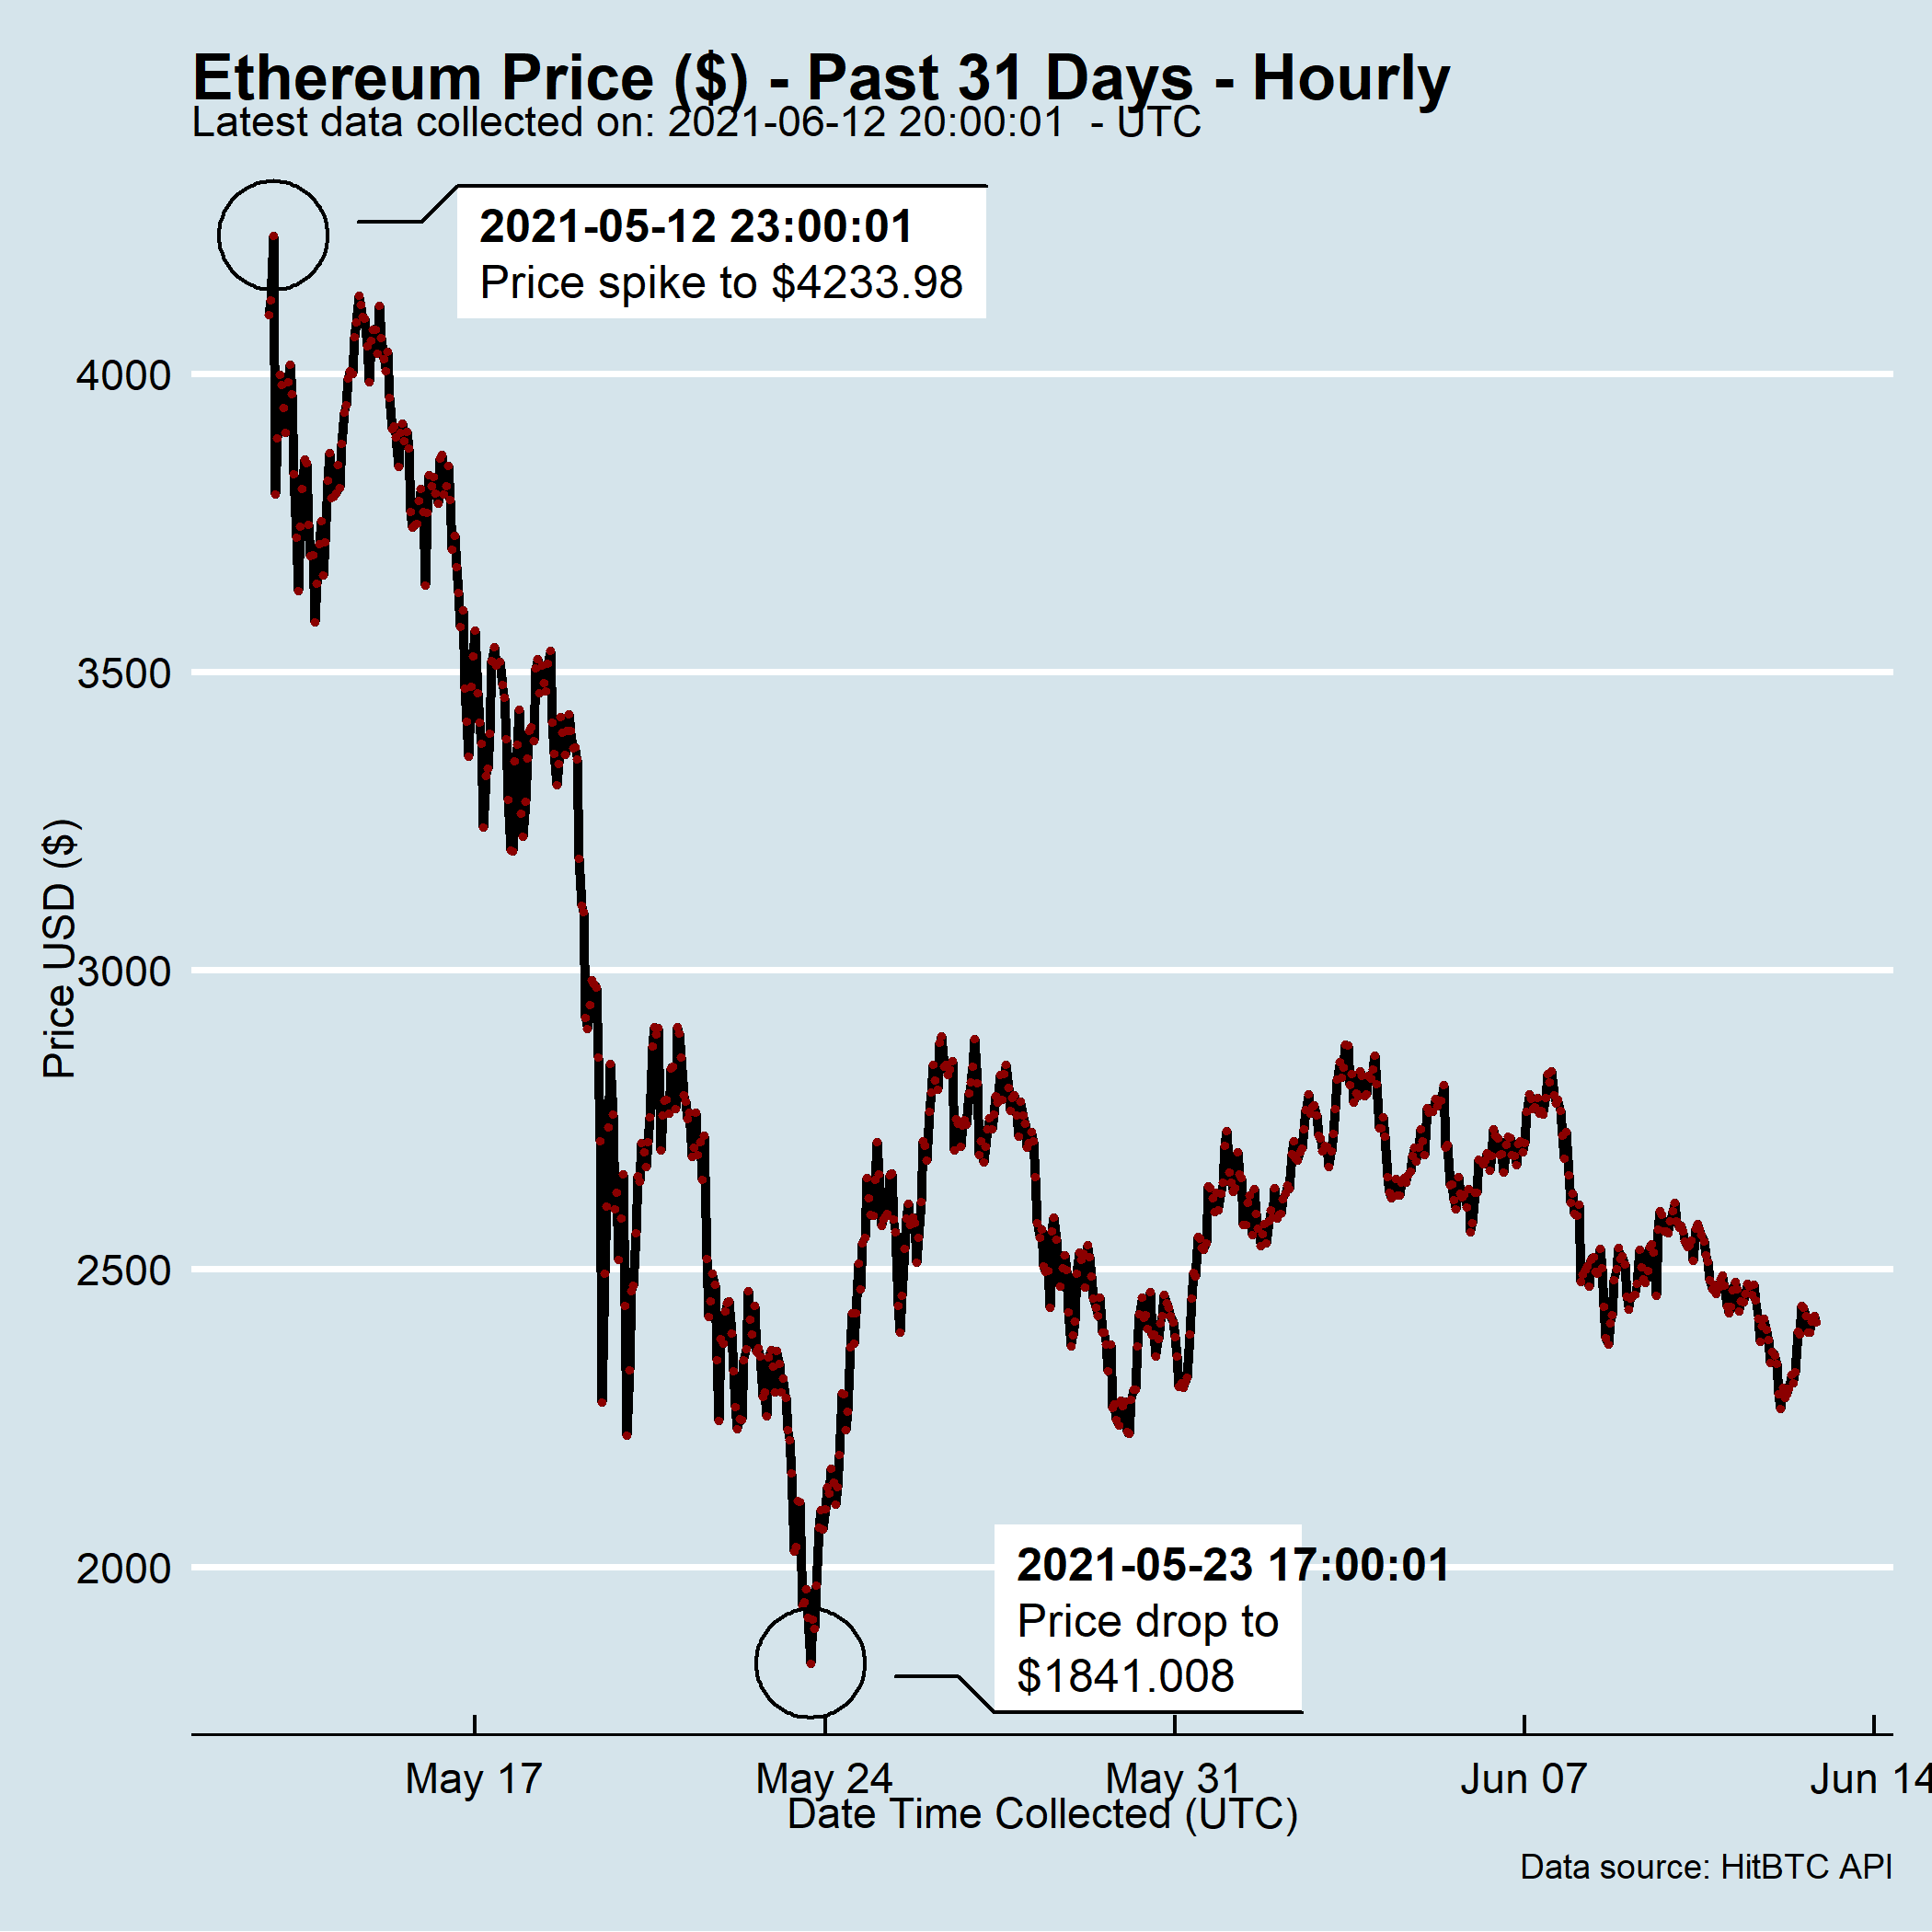 Ethereum Price ($) - Past 31 Days - Hourly
Latest data collected on: 2021-06-12 20:00:01  - UTC
2021-05-12 23:00:01
Price spike to $4233.98
4000
3500
3000
2500
2000
Price USD ($)
2021-05-23 17:00:01
Price drop to
$1841.008
May 17
May 24
May 31
Jun 07
Jun 14
Date Time Collected (UTC)
Data source: HitBTC API